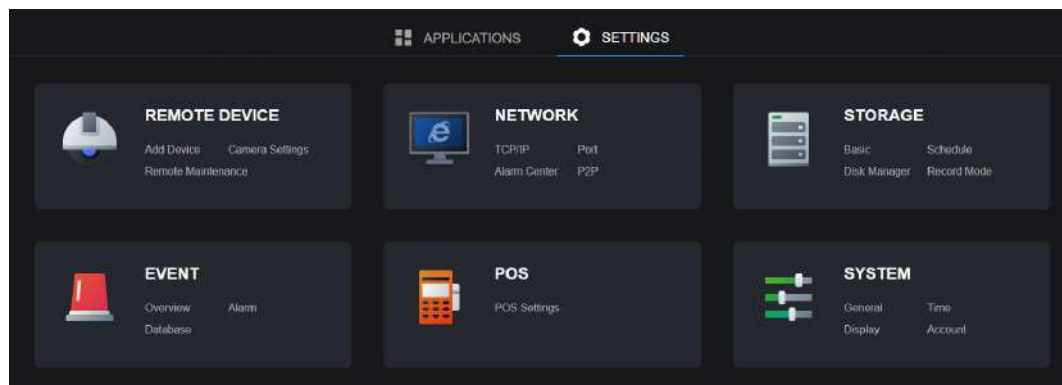 APPLICATIONS SETTINGS
REMOTE DEVICE
Add Device Camera Settings
Remote Maintenance
NETWORK
TCP/IP Port
Alarm Center P2P
STORAGE
Basic Schedule
Disk Manager Record Mode
EVENT
Overview Alarm
Database
POS
POS Settings
SYSTEM
General Time
Display Account